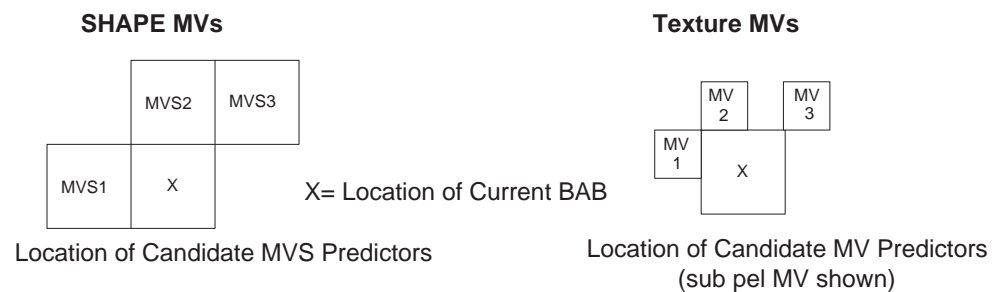 SHAPE MVs
Texture MVs
MVS2
MVS3
MVS1
X
X= Location of Current BAB
Location of Candidate MVS Predictors
MV
2
MV
3
MV
1
X
Location of Candidate MV Predictors
(sub pel MV shown)